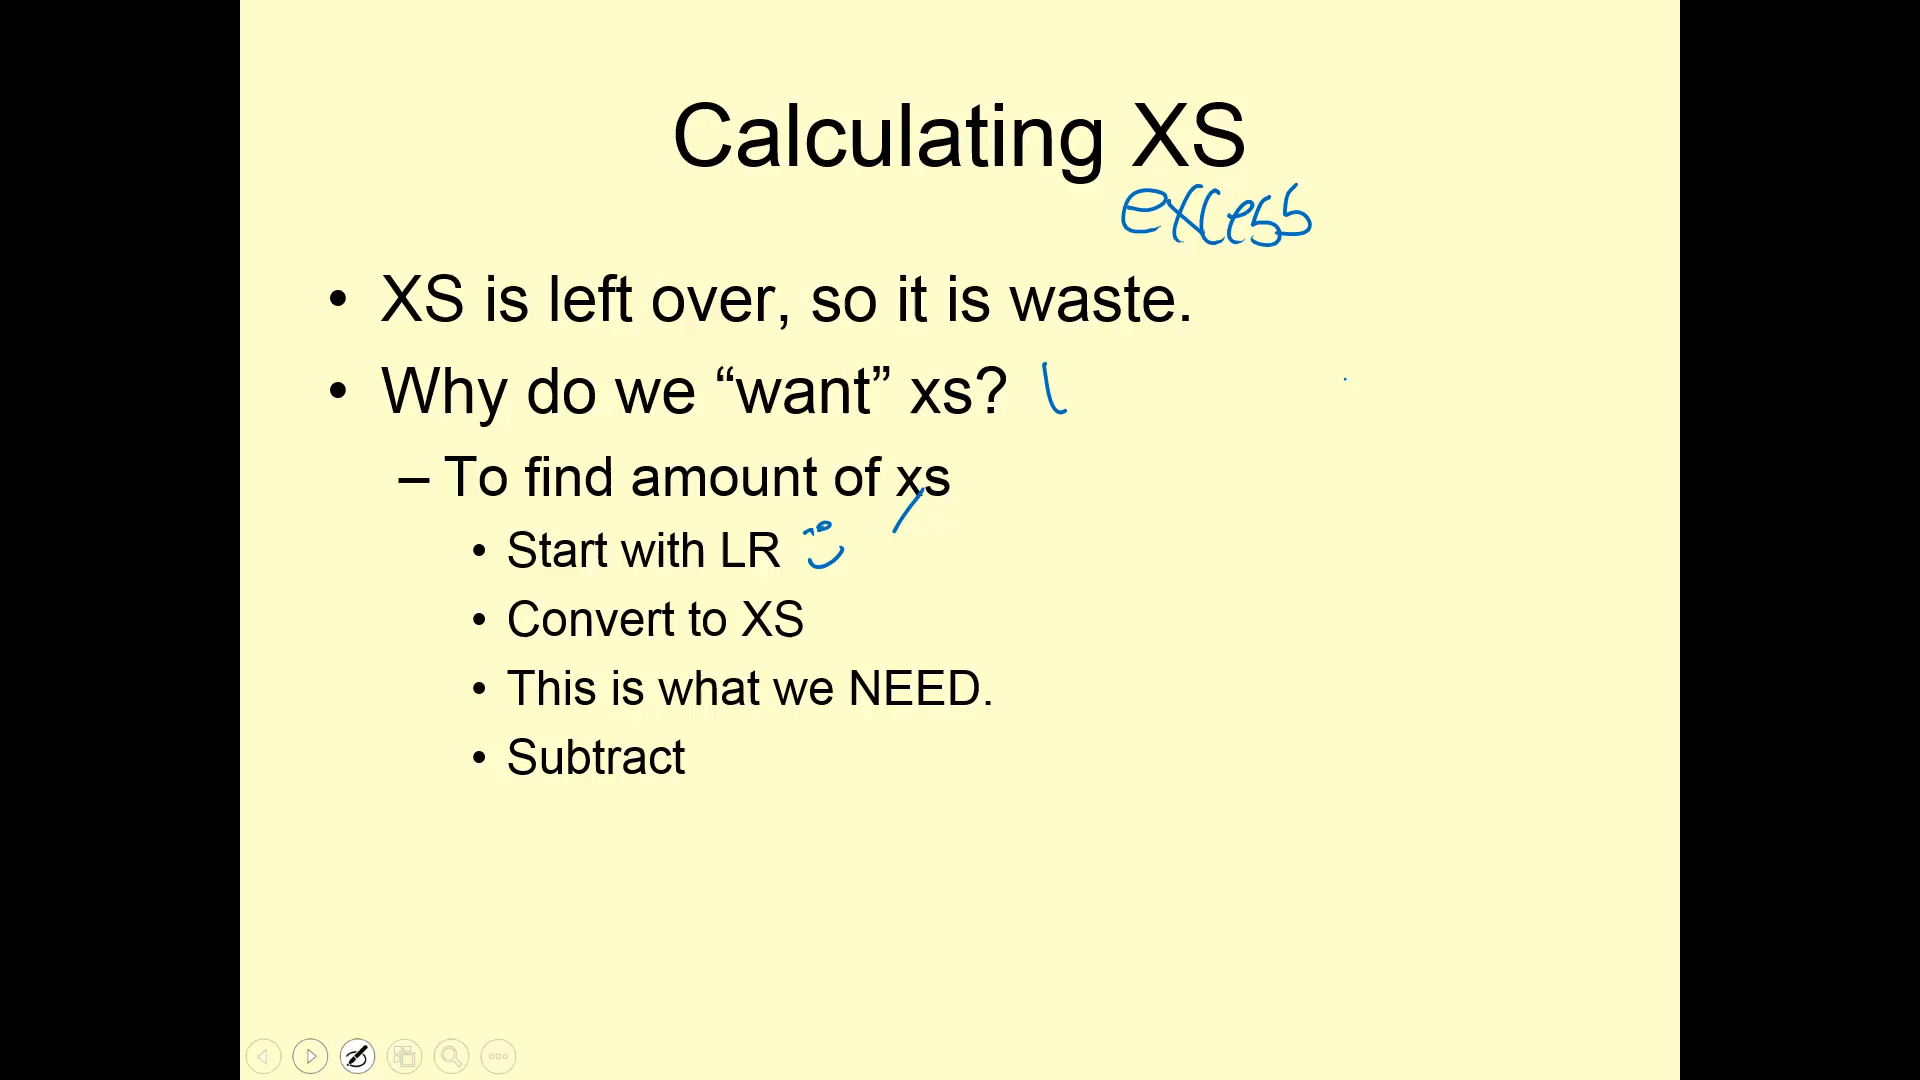 Calculating XS
excess
• XS is left over, so it is waste.
• Why do we “want” xs?
– To find amount of xs
• Start with LR
• Convert to XS
• This is what we NEED.
• Subtract